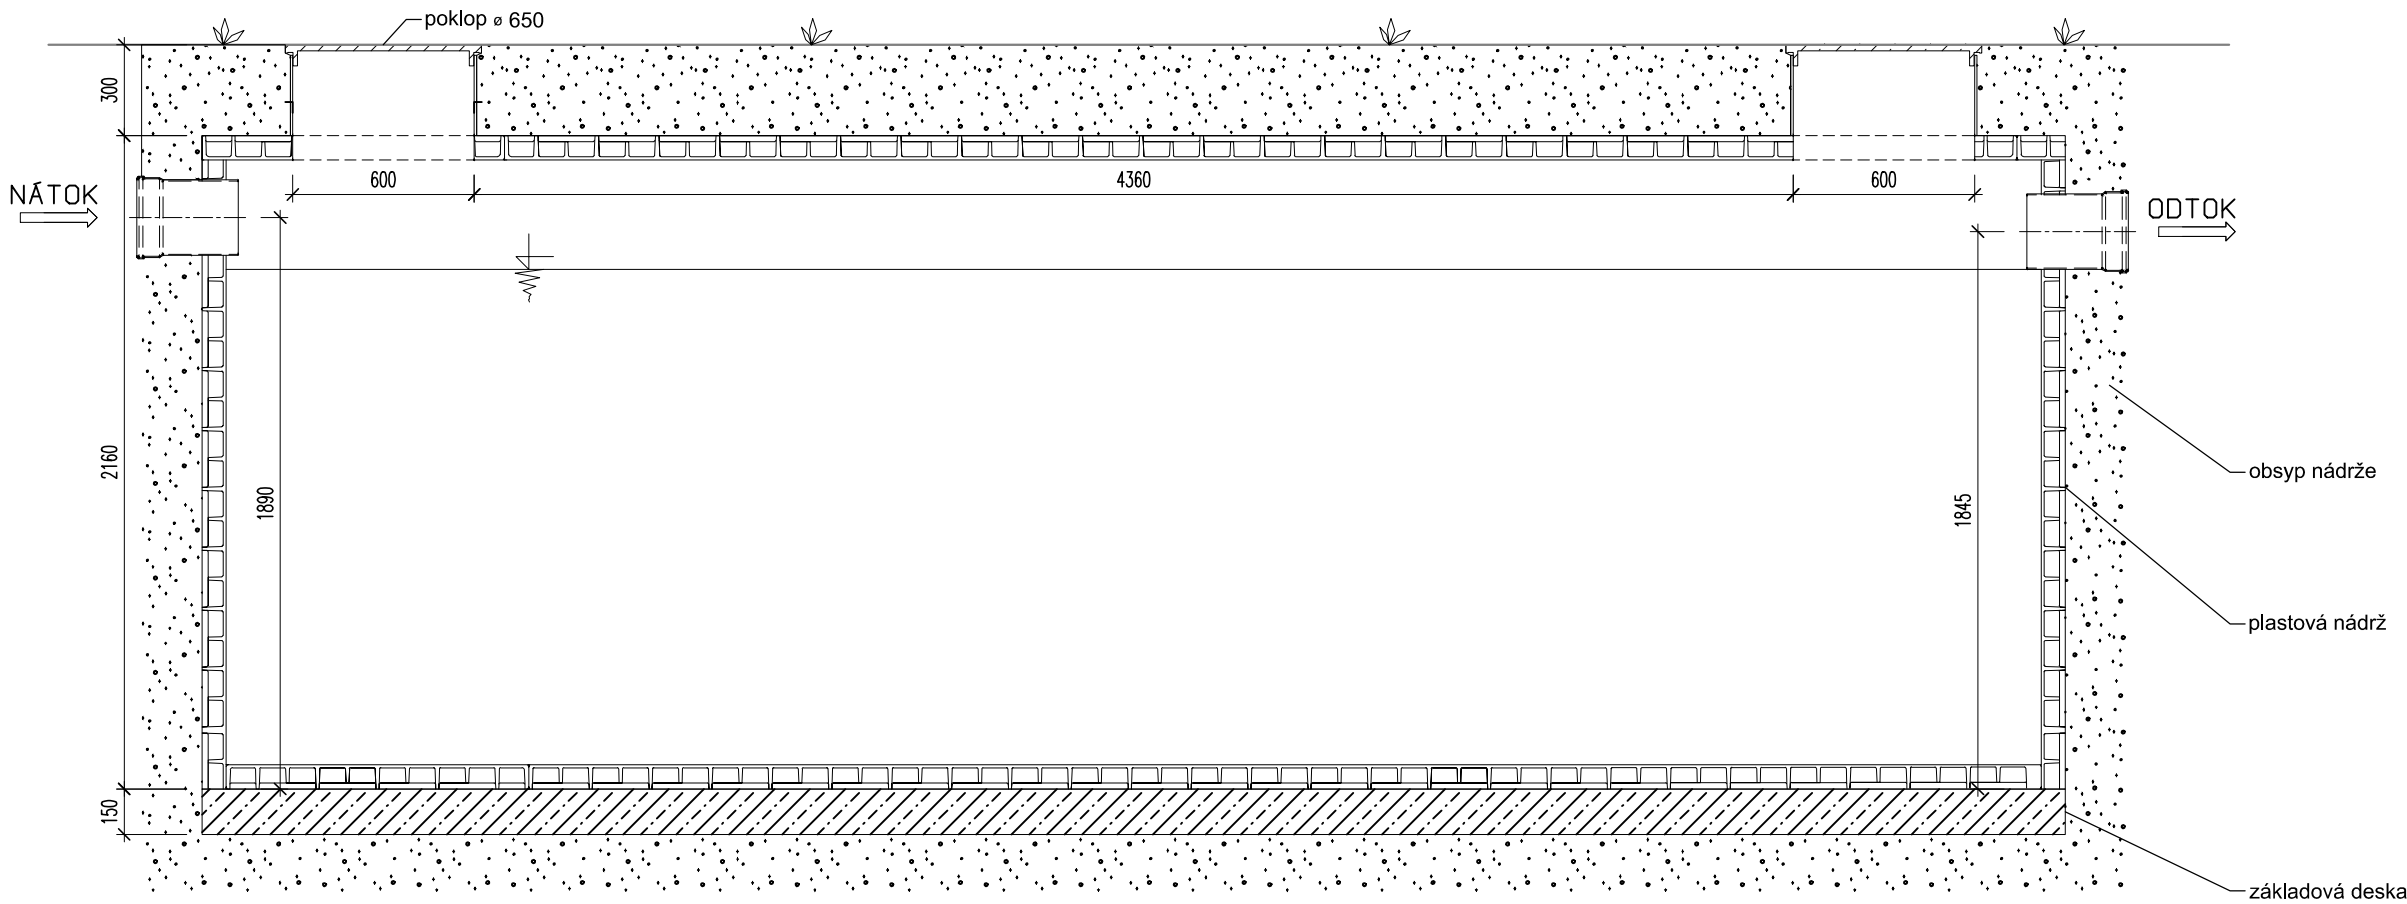 poklop ø 650
300
NÁTOK
600
4360
600
ODTOK
2160
1890
1845
obsyp nádrže
plastová nádrž
150
základová deska